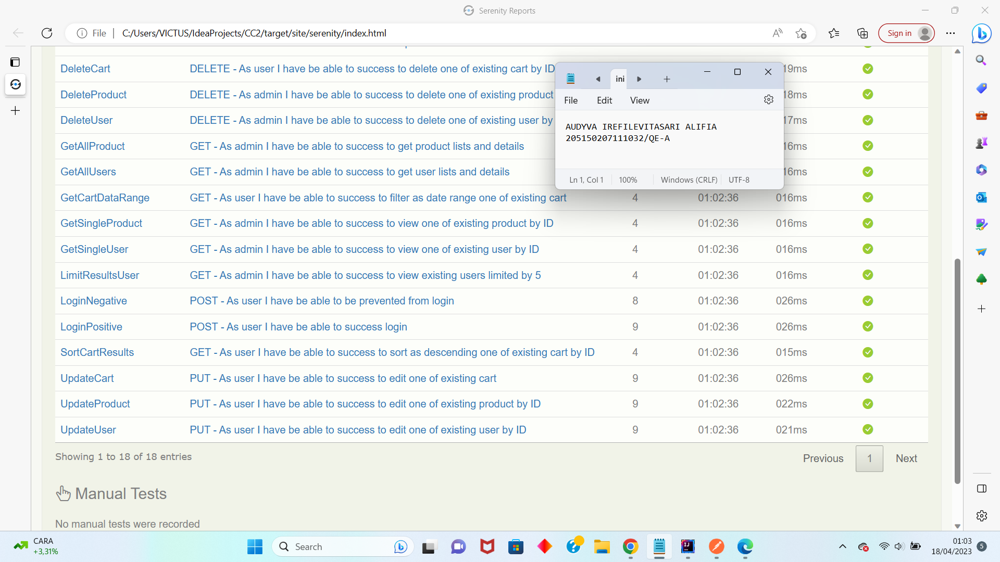 Serenity Reports
File C:/Users/VICTUS/IdeaProjects/CC2/target/site/serenity/index.html
Sign in
DeleteCart DELETE - As user I have be able to success to delete one of existing cart by ID 19ms
DeleteProduct DELETE - As admin I have be able to success to delete one of existing product 18ms
DeleteUser DELETE - As admin I have be able to success to delete one of existing user by 17ms
GetAllProduct GET - As admin I have be able to success to get product lists and details 16ms
GetAllUsers GET - As admin I have be able to success to get user lists and details 16ms
GetCartDataRange GET - As user I have be able to success to filter as date range one of existing cart 4 01:02:36 016ms
GetSingleProduct GET - As admin I have be able to success to view one of existing product by ID 4 01:02:36 016ms
GetSingleUser GET - As admin I have be able to success to view one of existing user by ID 4 01:02:36 016ms
LimitResultsUser GET - As admin I have be able to success to view existing users limited by 5 4 01:02:36 016ms
LoginNegative POST - As user I have be able to be prevented from login 8 01:02:36 026ms
LoginPositive POST - As user I have be able to success login 9 01:02:36 026ms
SortCartResults GET - As user I have be able to success to sort as descending one of existing cart by ID 4 01:02:36 015ms
UpdateCart PUT - As user I have be able to success to edit one of existing cart 9 01:02:36 026ms
UpdateProduct PUT - As user I have be able to success to edit one of existing product by ID 9 01:02:36 022ms
UpdateUser PUT - As user I have be able to success to edit one of existing user by ID 9 01:02:36 021ms
Showing 1 to 18 of 18 entries
Previous 1 Next
Manual Tests
No manual tests were recorded
ini
File Edit View
AUDYVA IREFILEVITASARI ALIFIA
205150207111032/QE-A
Ln 1, Col 1 100% Windows (CRLF) UTF-8
CARA
+3,31%
Search
IJ
01:03
18/04/2023
5